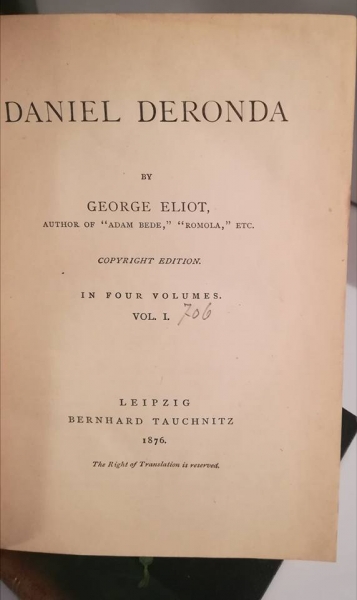 DANIEL DERONDA
BY
GEORGE ELIOT,
AUTHOR OF "ADAM BEDE," "ROMOLA," ETC.
COPYRIGHT EDITION.
IN FOUR VOLUMES.
VOL. I. 706
LEIPZIG
BERNHARD TAUCHNITZ
1876.
The Right of Translation is reserved.